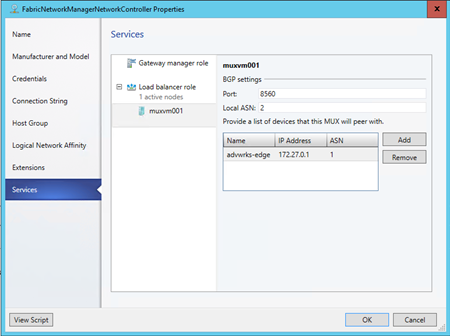 FabricNetworkManagerNetworkController Properties
Name
Manufacturer and Model
Credentials
Connection String
Host Group
Logical Network Affinity
Extensions
Services
Services
Gateway manager role
Load balancer role
1 active nodes
muxvm001
muxvm001
BGP settings
Port: 8560
Local ASN: 2
Provide a list of devices that this MUX will peer with.
Name IP Address ASN
advwrks-edge 172.27.0.1 1
Add
Remove
View Script
OK
Cancel